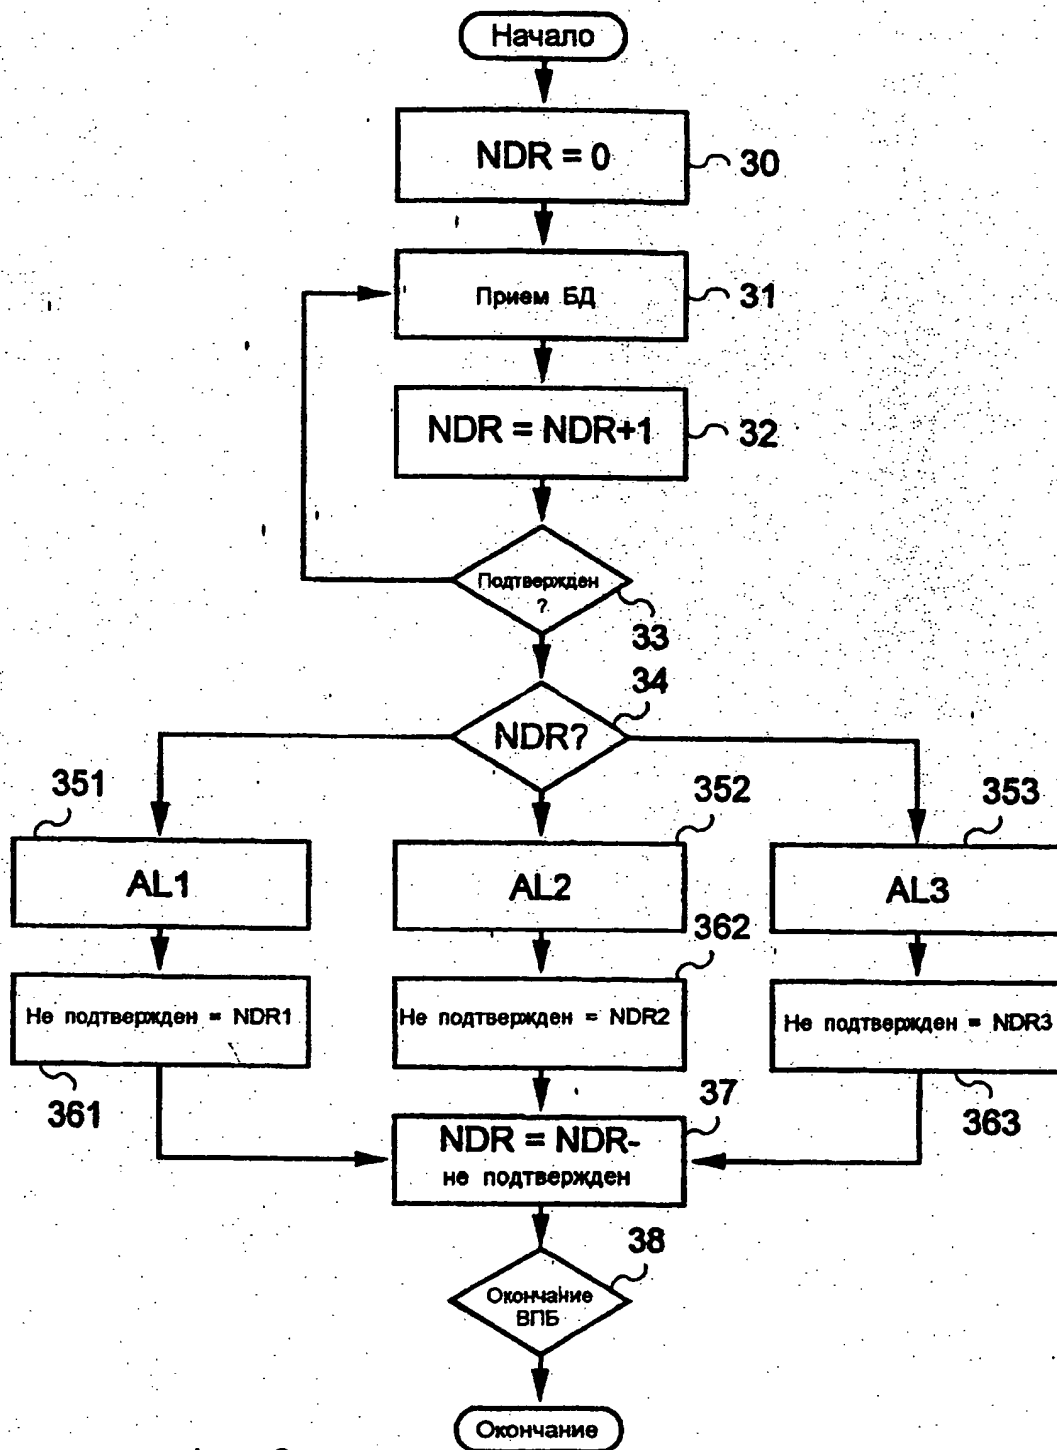 Начало
NDR = 0
30
Прием БД
31
NDR = NDR+1
32
Подтвержден
?
33
34
NDR?
351
352
353
AL1
AL2
AL3
362
Не подтвержден = NDR1
Не подтвержден = NDR2
Не подтвержден = NDR3
361
37
363
NDR = NDR-
не подтвержден
38
Окончание
ВПБ
Окончание